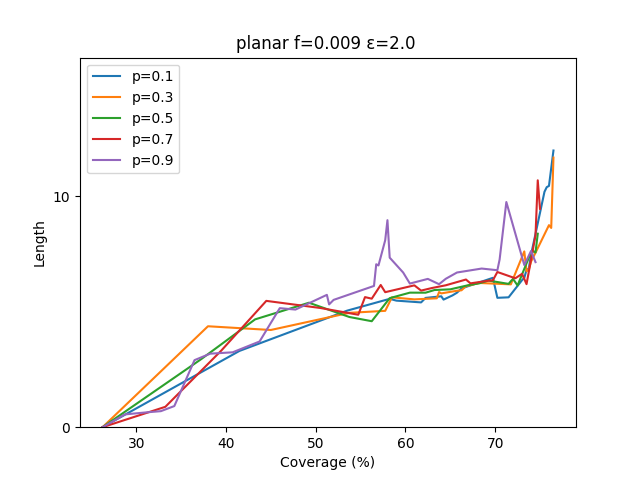 planar f=0.009 ε=2.0
p=0.1
p=0.3
p=0.5
p=0.7
p=0.9
10
0
Length
30 40 50 60 70
Coverage (%)